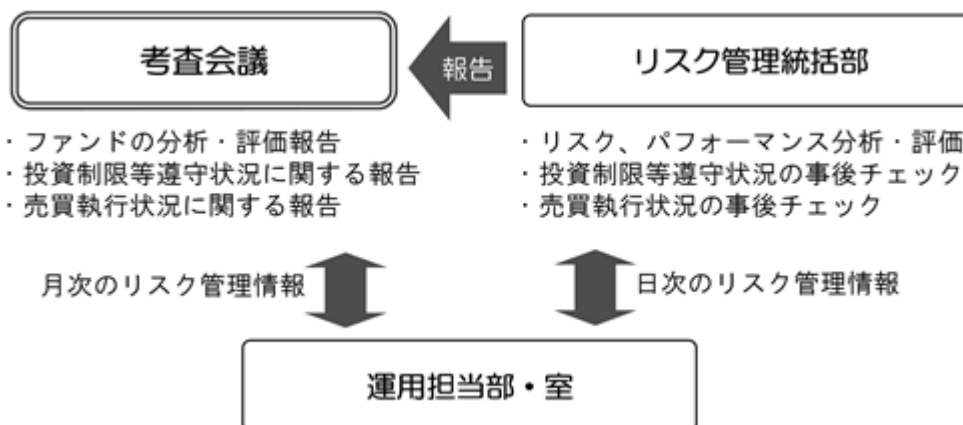 考査会議
報告
リスク管理統括部
・ファンドの分析・評価報告
・投資制限等遵守状況に関する報告
・売買執行状況に関する報告
・リスク、パフォーマンス分析・評価
・投資制限等遵守状況の事後チェック
・売買執行状況の事後チェック
月次のリスク管理情報
日次のリスク管理情報
運用担当部・室